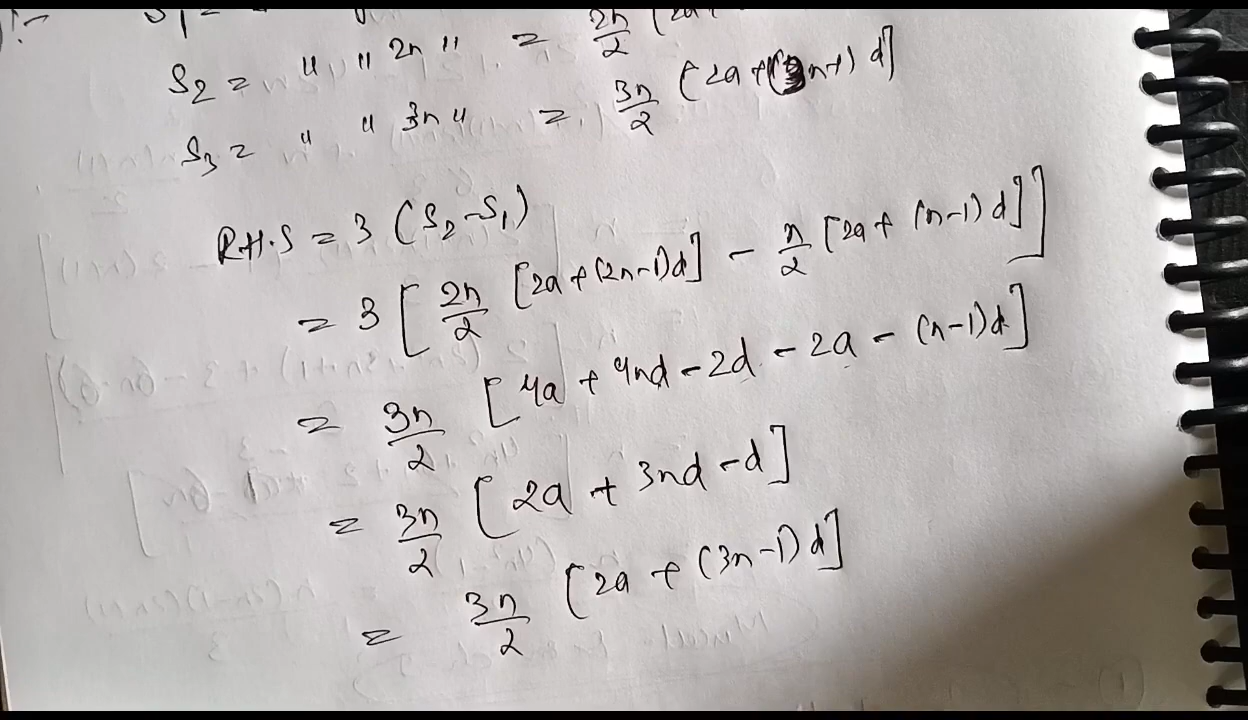 S₂ = " " 2n " = 2n/2 [2a
S₃ = " " 3n " = 3n/2 [2a + (3n-1) d]
R.H.S = 3 (S₂-S₁)
= 3 [ 2n/2 [2a + (2n-1)d] - n/2 [2a + (n-1) d] ]
= 3n/2 [4a + 4nd - 2d - 2a - (n-1)d]
= 3n/2 [2a + 3nd - d]
= 3n/2 [2a + (3n-1) d]